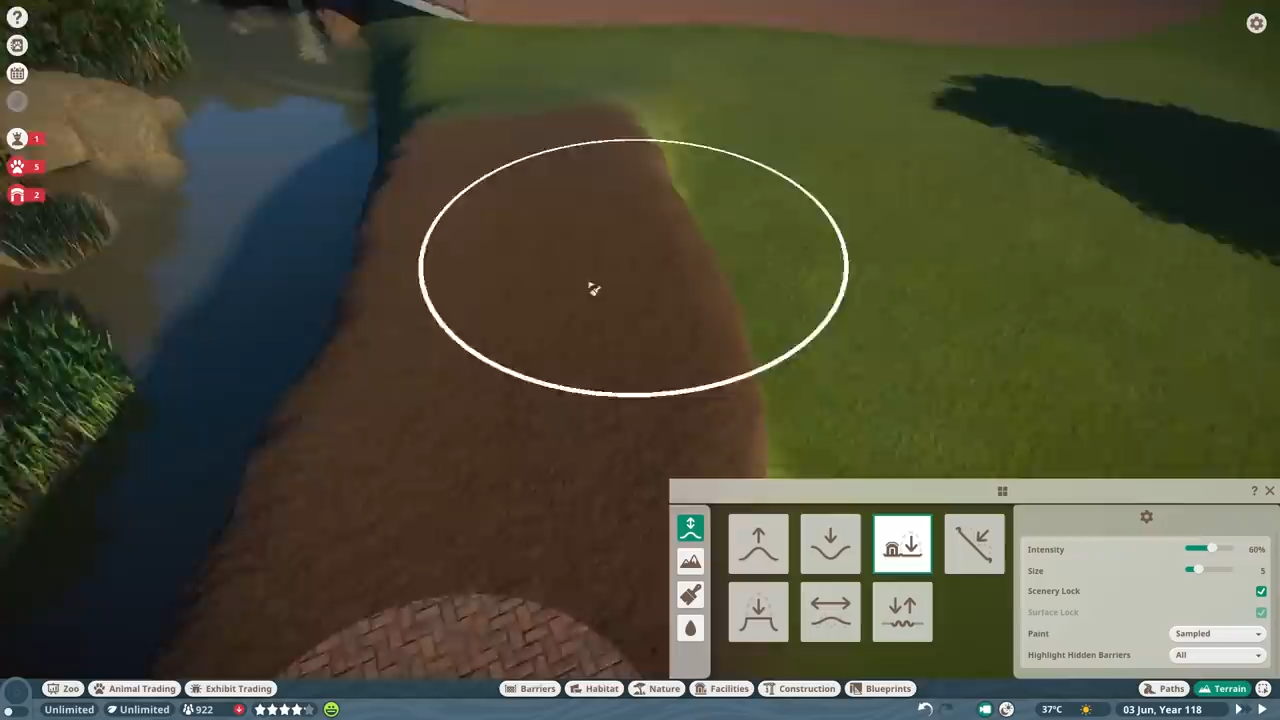 ?
1
5
2
? ×
Intensity 60%
Size 5
Scenery Lock
Surface Lock
Paint Sampled
Highlight Hidden Barriers All
Zoo Animal Trading Exhibit Trading Barriers Habitat Nature Facilities Construction Blueprints Paths Terrain
Unlimited Unlimited 922 37°C 03 Jun, Year 118